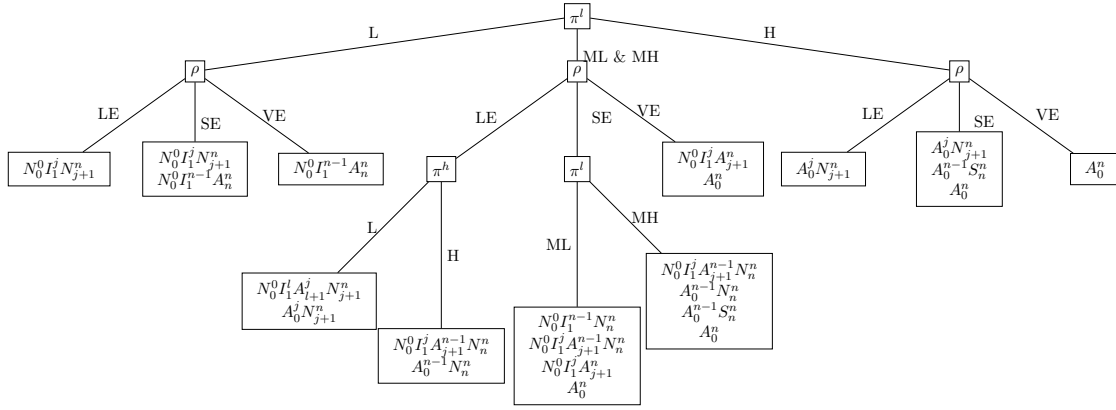 π^l
L
ML & MH
H
ρ
ρ
ρ
LE
SE
VE
LE
SE
VE
LE
SE
VE
N_0^0 I_1^j N_{j+1}^n
N_0^0 I_1^j N_{j+1}^n
N_0^0 I_1^{n-1} A_n^n
N_0^0 I_1^{n-1} A_n^n
π^h
π^l
N_0^0 I_1^j A_{j+1}^n
A_0^n
A_0^j N_{j+1}^n
A_0^j N_{j+1}^n
A_0^{n-1} S_n^n
A_0^n
A_0^n
L
H
ML
MH
N_0^0 I_1^l A_{l+1}^j N_{j+1}^n
A_0^j N_{j+1}^n
N_0^0 I_1^j A_{j+1}^{n-1} N_n^n
A_0^{n-1} N_n^n
N_0^0 I_1^{n-1} N_n^n
N_0^0 I_1^j A_{j+1}^{n-1} N_n^n
N_0^0 I_1^j A_{j+1}^n
A_0^n
N_0^0 I_1^j A_{j+1}^{n-1} N_n^n
A_0^{n-1} N_n^n
A_0^{n-1} S_n^n
A_0^n